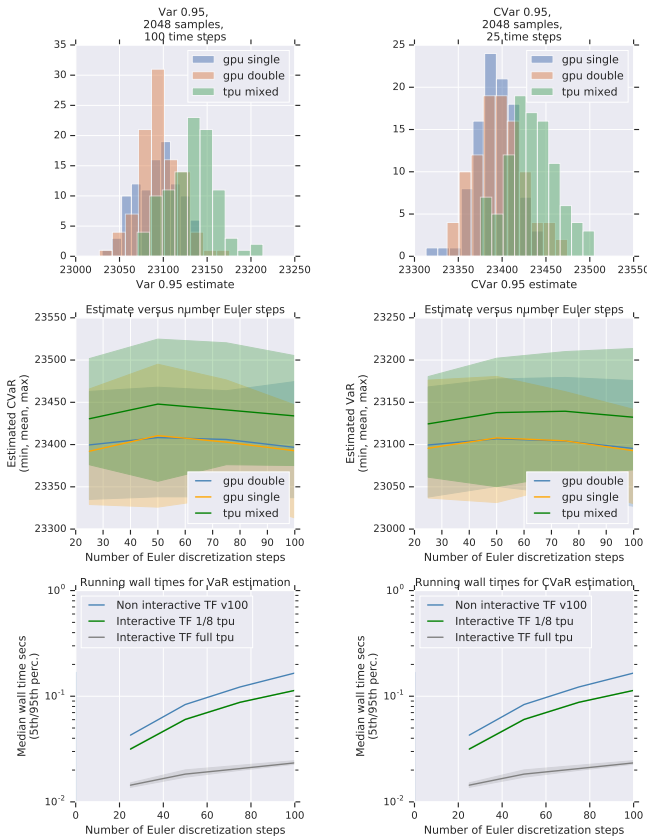 Var 0.95,
2048 samples,
100 time steps
35
30
25
20
15
10
5
0
gpu single
gpu double
tpu mixed
23000 23050 23100 23150 23200 23250
Var 0.95 estimate
CVar 0.95,
2048 samples,
25 time steps
25
20
15
10
5
0
gpu single
gpu double
tpu mixed
23300 23350 23400 23450 23500 23550
CVar 0.95 estimate
Estimate versus number Euler steps
Estimated CVaR
(min, mean, max)
23550
23500
23450
23400
23350
23300
gpu double
gpu single
tpu mixed
20 30 40 50 60 70 80 90 100
Number of Euler discretization steps
Estimate versus number Euler steps
Estimated VaR
(min, mean, max)
23250
23200
23150
23100
23050
23000
gpu double
gpu single
tpu mixed
20 30 40 50 60 70 80 90 100
Number of Euler discretization steps
Running wall times for VaR estimation
Median wall time secs
(5th/95th perc.)
10^0
10^-1
10^-2
Non interactive TF v100
Interactive TF 1/8 tpu
Interactive TF full tpu
0 20 40 60 80 100
Number of Euler discretization steps
Running wall times for CVaR estimation
Median wall time secs
(5th/95th perc.)
10^0
10^-1
10^-2
Non interactive TF v100
Interactive TF 1/8 tpu
Interactive TF full tpu
0 20 40 60 80 100
Number of Euler discretization steps